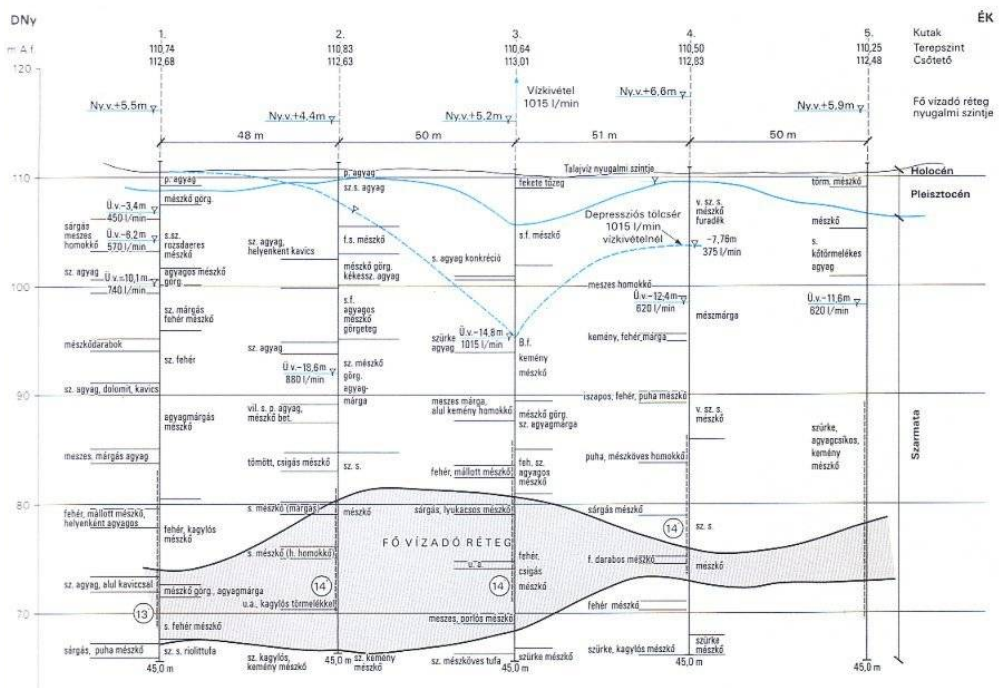 DNy
ÉK
m A.f.
1.
110,74
112,68
2.
110,83
112,63
3.
110,64
113,01
4.
110,50
112,83
5.
110,25
112,48
Kutak
Terepszint
Csőtető
120
110
100
90
80
70
Ny.v.+5.5m
Ny.v.+4.4m
Ny.v.+5.2m
Ny.v.+6.6m
Ny.v.+5.9m
Vízkivétel
1015 l/min
Fő vízadó réteg
nyugalmi szintje
48 m
50 m
51 m
50 m
Talajvíz nyugalmi szintje
Holocén
Pleisztocén
Szarmata
Depressziós tölcsér
1015 l/min
vízkivételnél
p. agyag
mészkő görg.
Ü.v.-3,4m
450 l/min
Ü.v.-6.2m
570 l/min
sárgás
meszes
homokkő
s.sz.
rozsdaeres
mészkő
sz. agyag
Ü.v.-10,1m
740 l/min
agyagos mészkő
görg.
sz. márgás
fehér mészkő
mészkődarabok
sz. fehér
sz. agyag, dolomit, kavics
agyagmárgás
mészkő
meszes, márgás agyag
fehér, mállott mészkő,
helyenként agyagos
fehér, kagylós
mészkő
sz. agyag, alul kaviccsal
mészkő görg., agyagmárga
13
s. fehér mészkő
sárgás, puha mészkő
sz. s. riolittufa
45,0 m
p. agyag
sz.s. agyag
sz. agyag,
helyenként kavics
f.s. mészkő
mészkő görg.
kékessz. agyag
s.f.
agyagos
mészkő
görgeteg
sz. agyag
Ü.v.-18,6m
880 l/min
sz. mészkő
görg.
agyag-
márga
vil. s. p. agyag,
mészkő bet.
tömött, csigás mészkő
sz. s.
mészkő
s. mészkő (márgás)
s. mészkő (h. homokkő)
14
u.a., kagylós törmelékkel
sz. kagylós,
kemény mészkő
sz. kemény
mészkő
45,0 m
FŐ VÍZADÓ RÉTEG
fekete tőzeg
s.f. mészkő
s. agyag konkréció
szürke
agyag
Ü.v.-14,8m
1015 l/min
B.f.
kemény
mészkő
meszes márga,
alul kemény homokkő
mészkő görg.
sz. agyagmárga
fehér, mállott mészkő
feh. sz.
agyagos
mészkő
sárgás, lyukacsos mészkő
u. a.
fehér,
csigás
mészkő
14
meszes, porlós mészkő
sz. mészköves tufa
szürke mészkő
45,0 m
v. sz. s.
mészkő
furadék
-7,76m
375 l/min
meszes homokkő
Ü.v.-12,4m
620 l/min
mészmárga
kemény, fehér márga
iszapos, fehér, puha mészkő
v. sz. s.
mészkő
puha, mészköves homokkő
sárgás mészkő
14
sz. s.
mészkő
f. darabos mészkő
fehér mészkő
szürke, kagylós mészkő
szürke
mészkő
45,0 m
törm. mészkő
mészkő
s.
kőtörmelékes
agyag
Ü.v.-11,6m
620 l/min
szürke,
agyagcsíkos,
kemény
mészkő
45,0 m